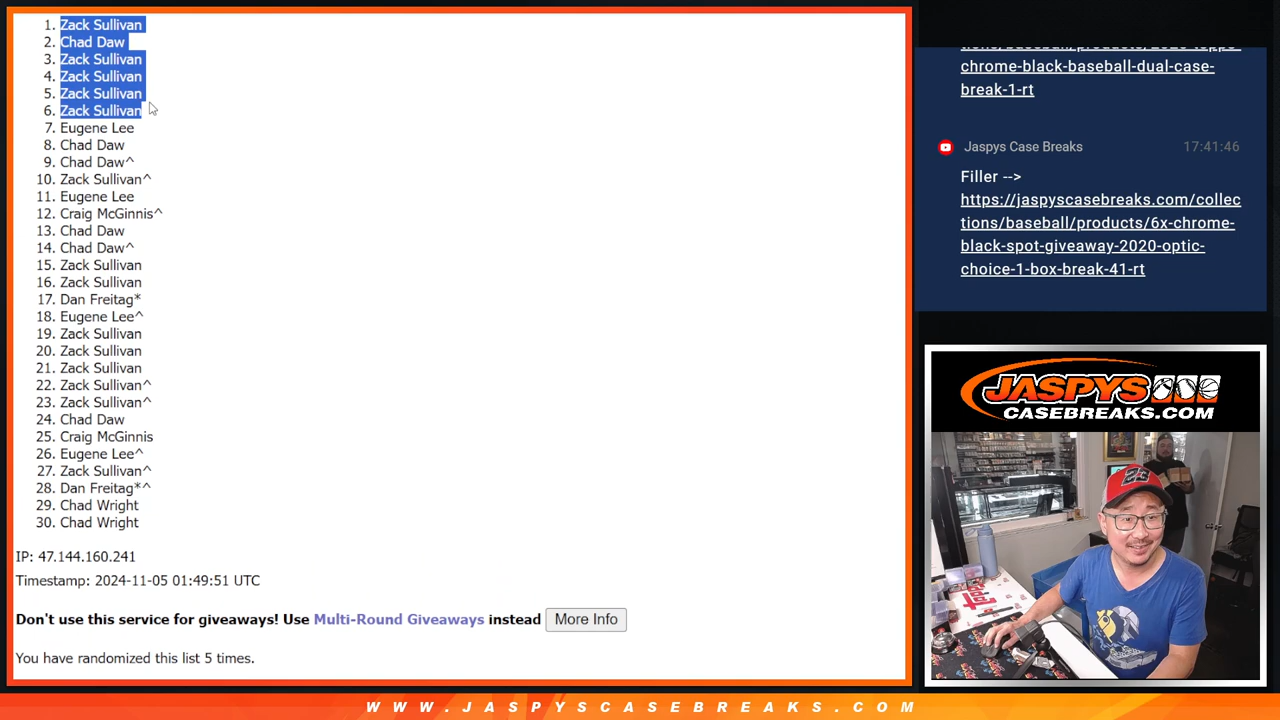 1. Zack Sullivan
2. Chad Daw
3. Zack Sullivan
4. Zack Sullivan
5. Zack Sullivan
6. Zack Sullivan
7. Eugene Lee
8. Chad Daw
9. Chad Daw^
10. Zack Sullivan^
11. Eugene Lee
12. Craig McGinnis^
13. Chad Daw
14. Chad Daw^
15. Zack Sullivan
16. Zack Sullivan
17. Dan Freitag*
18. Eugene Lee^
19. Zack Sullivan
20. Zack Sullivan
21. Zack Sullivan
22. Zack Sullivan^
23. Zack Sullivan^
24. Chad Daw
25. Craig McGinnis
26. Eugene Lee^
27. Zack Sullivan^
28. Dan Freitag*^
29. Chad Wright
30. Chad Wright
IP: 47.144.160.241
Timestamp: 2024-11-05 01:49:51 UTC
Don't use this service for giveaways! Use Multi-Round Giveaways instead More Info
You have randomized this list 5 times.
chrome-black-baseball-dual-case-
break-1-rt
Jaspys Case Breaks 17:41:46
Filler -->
https://jaspyscasebreaks.com/collec
tions/baseball/products/6x-chrome-
black-spot-giveaway-2020-optic-
choice-1-box-break-41-rt
JASPYS
CASEBREAKS.COM
WWW.JASPYSCASEBREAKS.COM